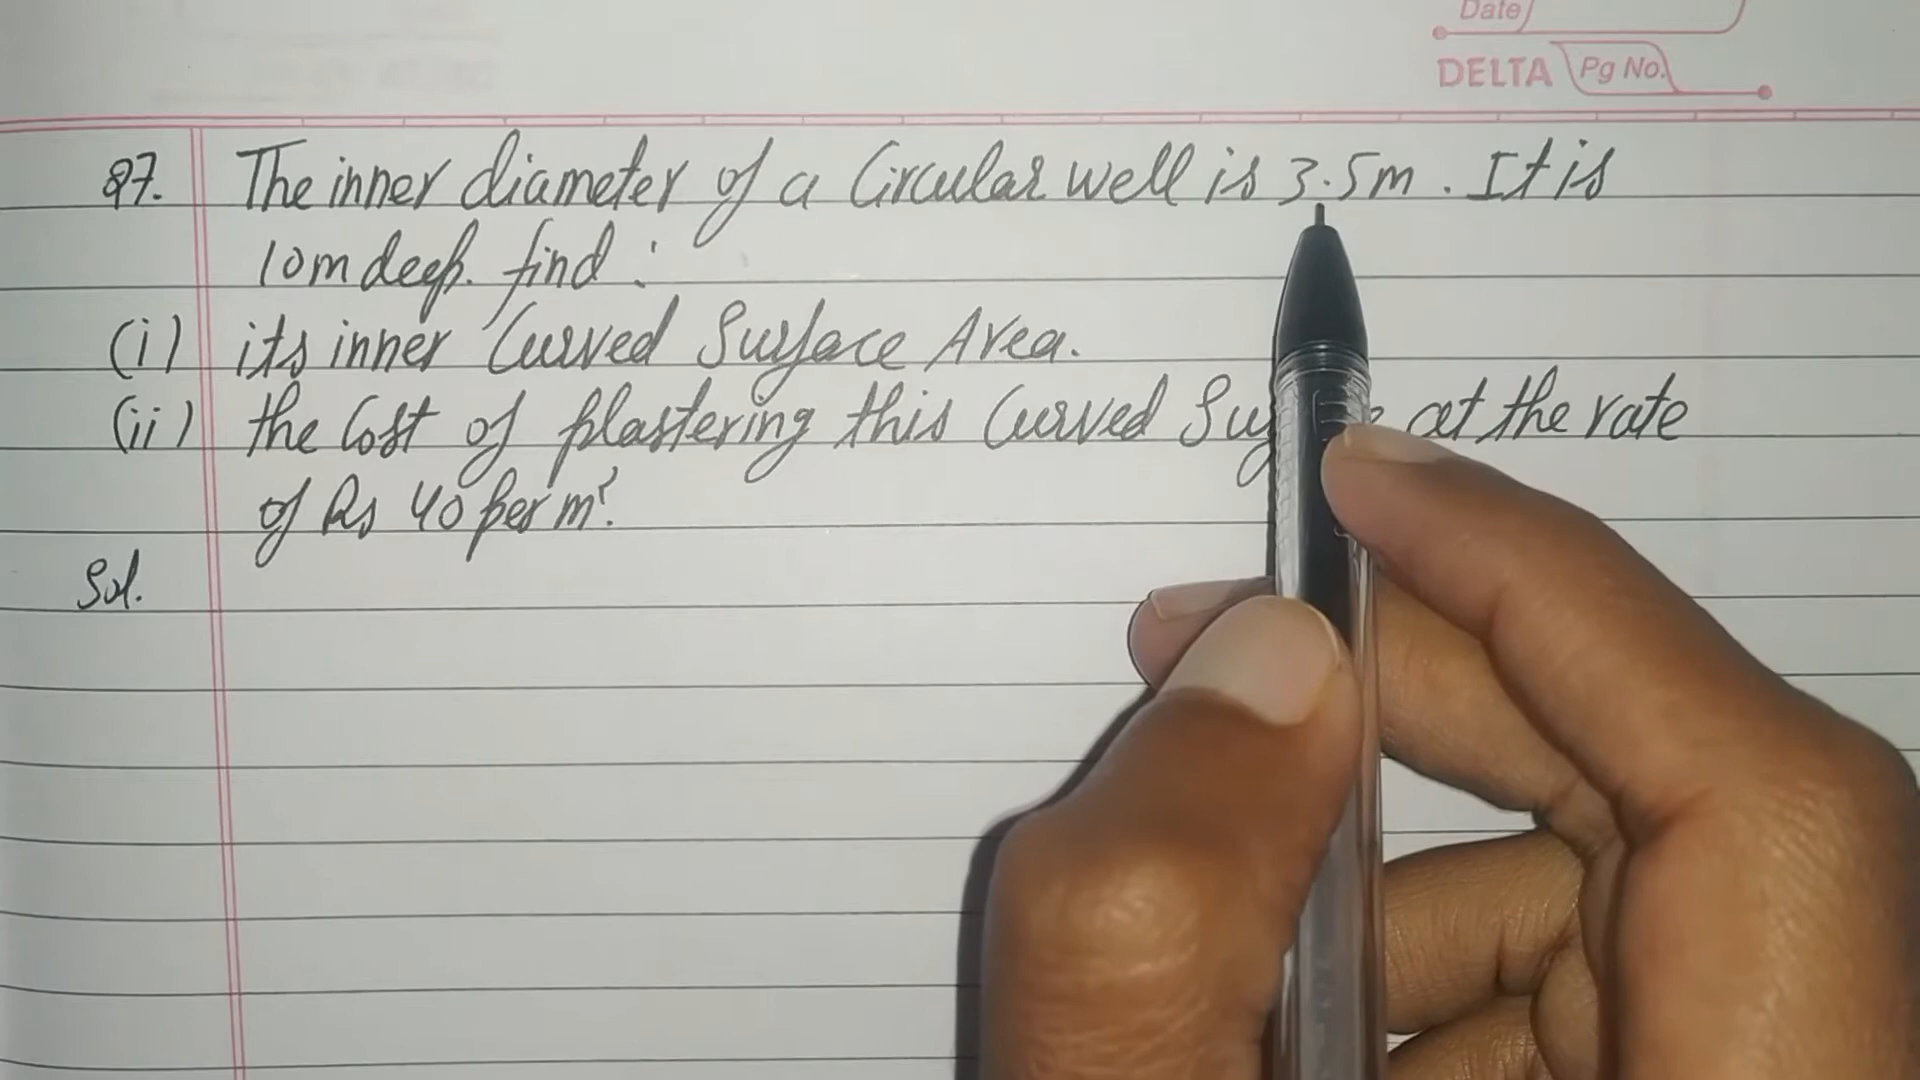 Date
DELTA Pg No.
Q7. The inner diameter of a Circular well is 3.5m. It is
10m deep. find :
(i) its inner Curved Surface Area.
(ii) the Cost of plastering this Curved at the rate
of Rs 40 per m².
Sol.